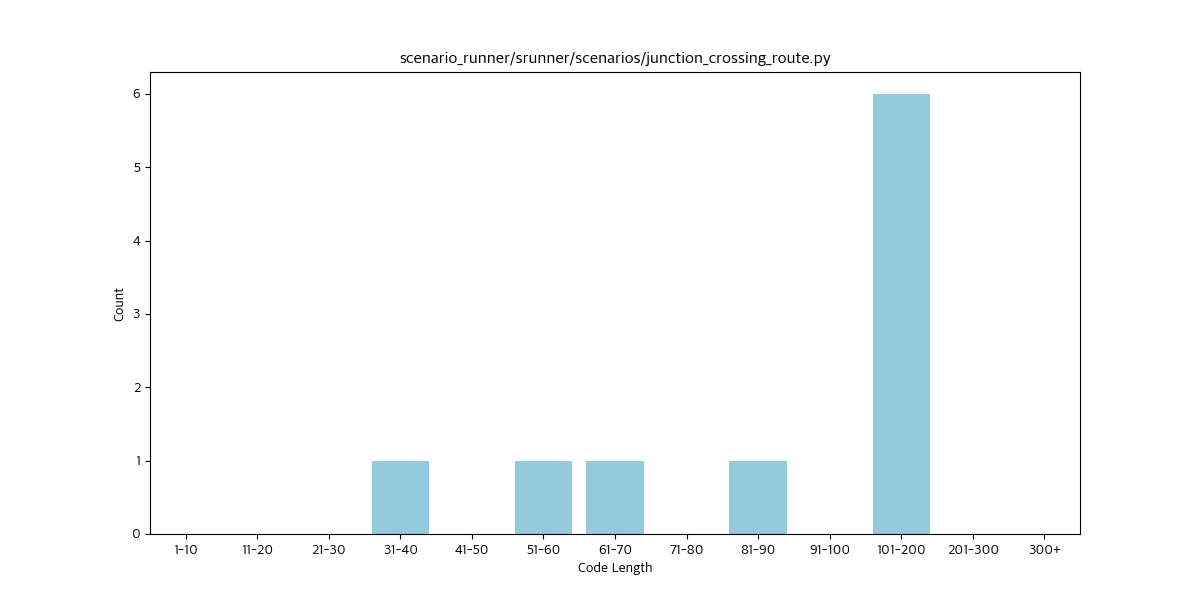 scenario_runner/srunner/scenarios/junction_crossing_route.py
6
5
4
3
2
1
0
Count
1-10 11-20 21-30 31-40 41-50 51-60 61-70 71-80 81-90 91-100 101-200 201-300 300+
Code Length